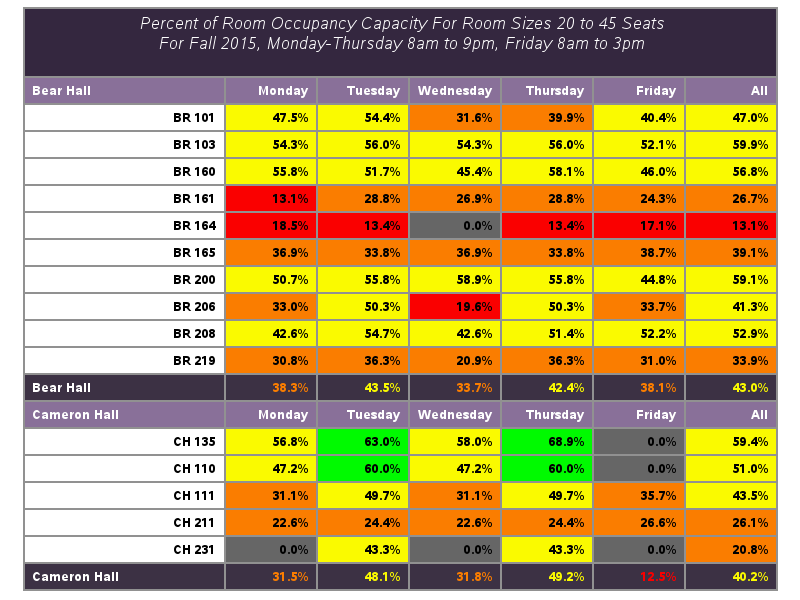 Percent of Room Occupancy Capacity For Room Sizes 20 to 45 Seats
For Fall 2015, Monday-Thursday 8am to 9pm, Friday 8am to 3pm
Bear Hall Monday Tuesday Wednesday Thursday Friday All
BR 101 47.5% 54.4% 31.6% 39.9% 40.4% 47.0%
BR 103 54.3% 56.0% 54.3% 56.0% 52.1% 59.9%
BR 160 55.8% 51.7% 45.4% 58.1% 46.0% 56.8%
BR 161 13.1% 28.8% 26.9% 28.8% 24.3% 26.7%
BR 164 18.5% 13.4% 0.0% 13.4% 17.1% 13.1%
BR 165 36.9% 33.8% 36.9% 33.8% 38.7% 39.1%
BR 200 50.7% 55.8% 58.9% 55.8% 44.8% 59.1%
BR 206 33.0% 50.3% 19.6% 50.3% 33.7% 41.3%
BR 208 42.6% 54.7% 42.6% 51.4% 52.2% 52.9%
BR 219 30.8% 36.3% 20.9% 36.3% 31.0% 33.9%
Bear Hall 38.3% 43.5% 33.7% 42.4% 38.1% 43.0%
Cameron Hall Monday Tuesday Wednesday Thursday Friday All
CH 135 56.8% 63.0% 58.0% 68.9% 0.0% 59.4%
CH 110 47.2% 60.0% 47.2% 60.0% 0.0% 51.0%
CH 111 31.1% 49.7% 31.1% 49.7% 35.7% 43.5%
CH 211 22.6% 24.4% 22.6% 24.4% 26.6% 26.1%
CH 231 0.0% 43.3% 0.0% 43.3% 0.0% 20.8%
Cameron Hall 31.5% 48.1% 31.8% 49.2% 12.5% 40.2%